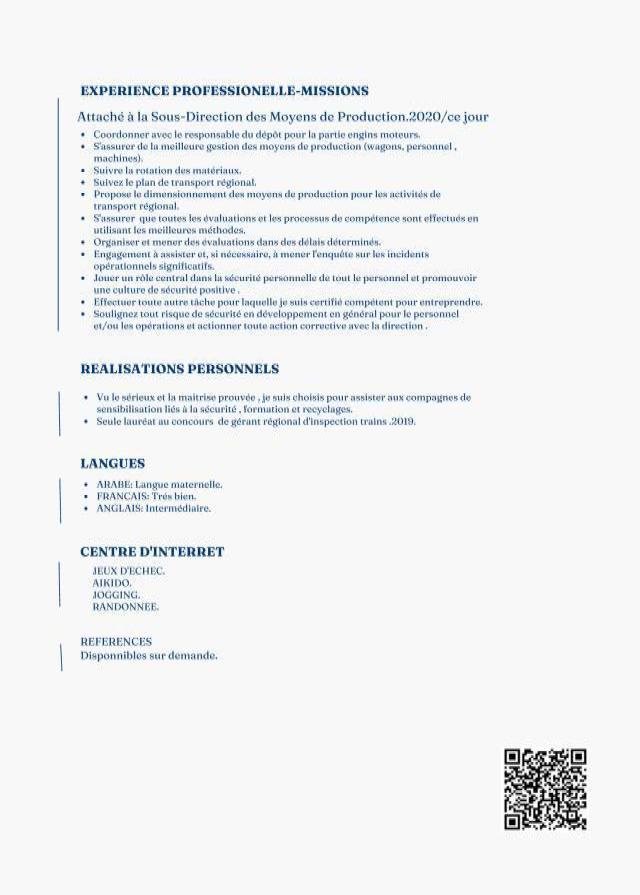 EXPERIENCE PROFESSIONELLE-MISSIONS
Attaché à la Sous-Direction des Moyens de Production.2020/ce jour
• Coordonner avec le responsable du dépôt pour la partie engins moteurs.
• S'assurer de la meilleure gestion des moyens de production (wagons, personnel ,
machines).
• Suivre la rotation des matériaux.
• Suivez le plan de transport régional.
• Propose le dimensionnement des moyens de production pour les activités de
transport régional.
• S'assurer que toutes les évaluations et les processus de compétence sont effectués en
utilisant les meilleures méthodes.
• Organiser et mener des évaluations dans des délais déterminés.
• Engagement à assister et, si nécessaire, à mener l'enquête sur les incidents
opérationnels significatifs.
• Jouer un rôle central dans la sécurité personnelle de tout le personnel et promouvoir
une culture de sécurité positive .
• Effectuer toute autre tâche pour laquelle je suis certifié compétent pour entreprendre.
• Soulignez tout risque de sécurité en développement en général pour le personnel
et/ou les opérations et actionner toute action corrective avec la direction .
REALISATIONS PERSONNELS
• Vu le sérieux et la maitrise prouvée , je suis choisis pour assister aux compagnes de
sensibilisation liés à la sécurité , formation et recyclages.
• Seule lauréat au concours de gérant régional d'inspection trains .2019.
LANGUES
• ARABE: Langue maternelle.
• FRANCAIS: Trés bien.
• ANGLAIS: Intermédiaire.
CENTRE D'INTERRET
JEUX D'ECHEC.
AIKIDO.
JOGGING.
RANDONNEE.
REFERENCES
Disponnibles sur demande.